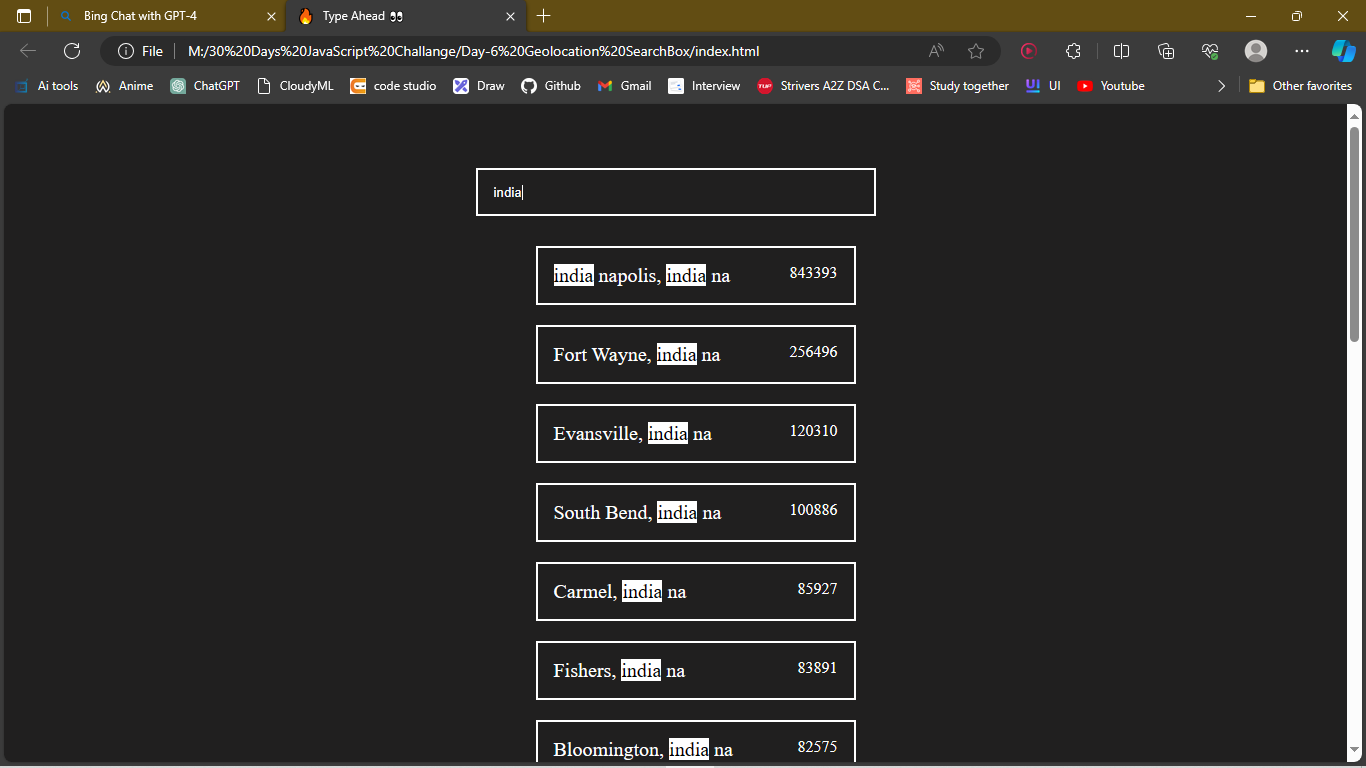 Bing Chat with GPT-4
Type Ahead 👀
File M:/30%20Days%20JavaScript%20Challange/Day-6%20Geolocation%20SearchBox/index.html
Ai tools Anime ChatGPT CloudyML code studio Draw Github Gmail Interview Strivers A2Z DSA C... Study together UI Youtube Other favorites
india
india napolis, india na 843393
Fort Wayne, india na 256496
Evansville, india na 120310
South Bend, india na 100886
Carmel, india na 85927
Fishers, india na 83891
Bloomington, india na 82575